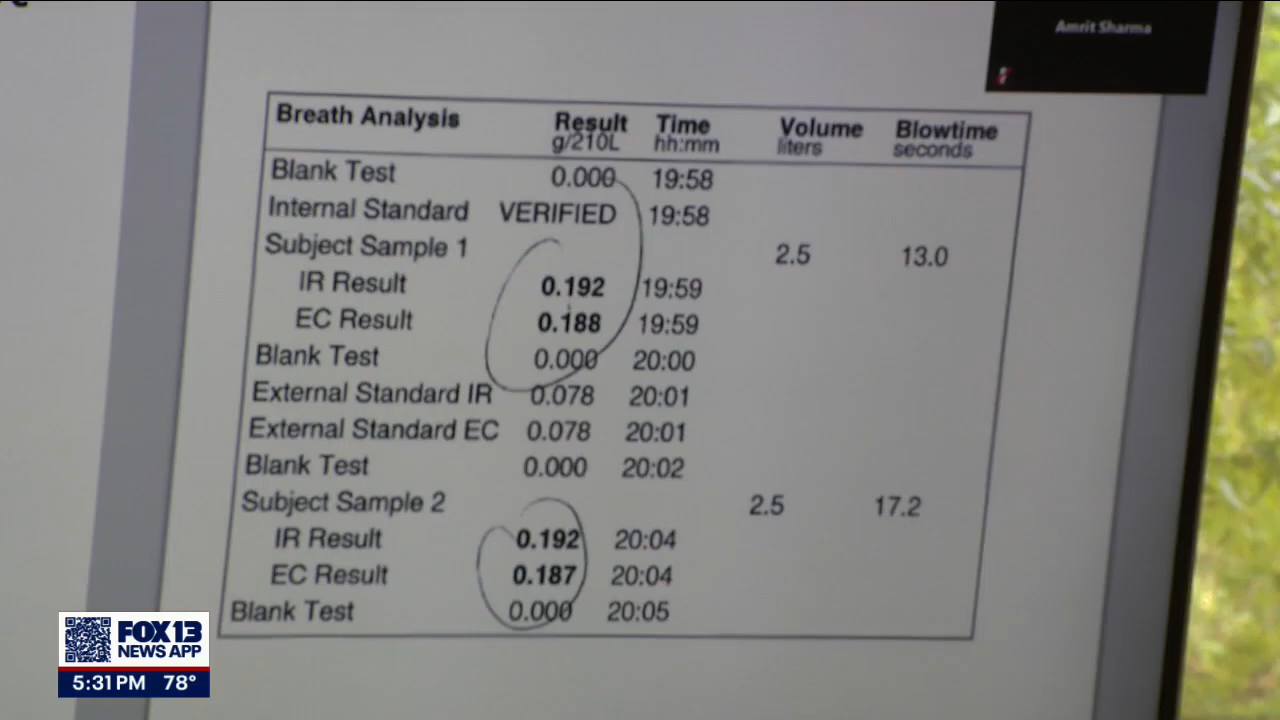 Amrit Sharma
Breath Analysis Result Time Volume Blowtime
g/210L hh:mm liters seconds
Blank Test 0.000 19:58
Internal Standard VERIFIED 19:58
Subject Sample 1 2.5 13.0
IR Result 0.192 19:59
EC Result 0.188 19:59
Blank Test 0.000 20:00
External Standard IR 0.078 20:01
External Standard EC 0.078 20:01
Blank Test 0.000 20:02
Subject Sample 2 2.5 17.2
IR Result 0.192 20:04
EC Result 0.187 20:04
Blank Test 0.000 20:05
FOX 13
NEWS APP
5:31PM 78°